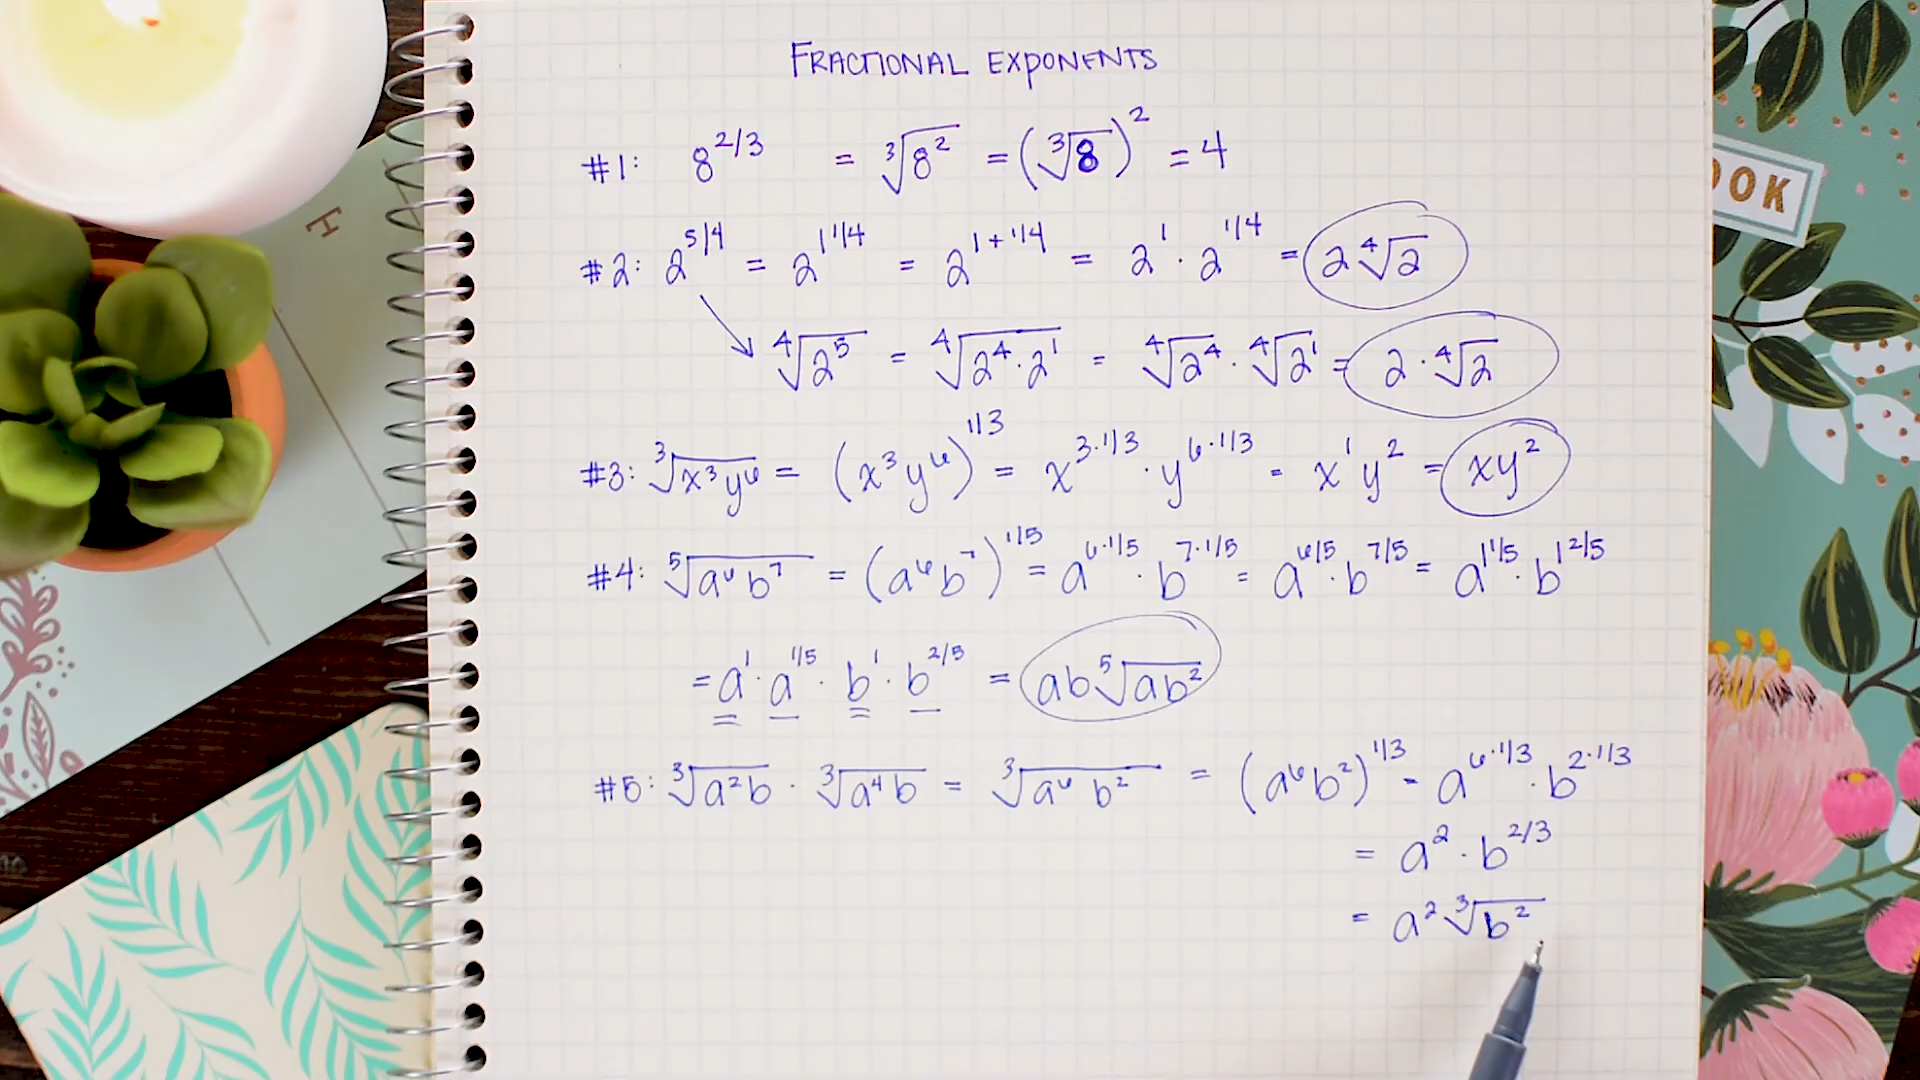 FRACTIONAL EXPONENTS
#1: 8^{2/3} = ∛(8²) = (∛8)² = 4
#2: 2^{5/4} = 2^{1 1/4} = 2^{1+1/4} = 2^1 · 2^{1/4} = 2 ∜2
∜(2^5) = ∜(2^4 · 2^1) = ∜(2^4) · ∜(2^1) = 2 · ∜2
#3: ∛(x³y⁶) = (x³y⁶)^{1/3} = x^{3·1/3} · y^{6·1/3} = x^1 y^2 = xy²
#4: ⁵√(a⁶b⁷) = (a⁶b⁷)^{1/5} = a^{6·1/5} · b^{7·1/5} = a^{6/5} · b^{7/5} = a^{1 1/5} · b^{1 2/5}
= a^1 · a^{1/5} · b^1 · b^{2/5} = ab ⁵√(ab²)
#5: ∛(a²b) · ∛(a⁴b) = ∛(a⁶b²) = (a⁶b²)^{1/3} = a^{6·1/3} · b^{2·1/3}
= a² · b^{2/3}
= a² ∛(b²)
OOK
H